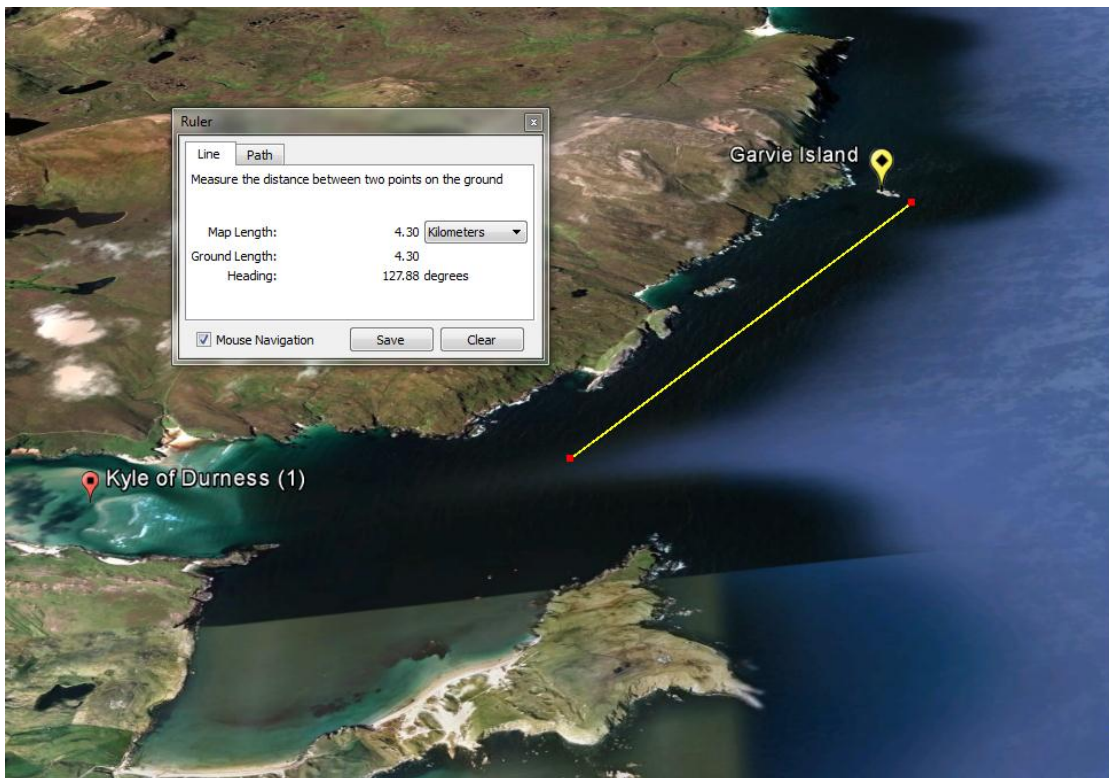 Ruler
Line Path
Measure the distance between two points on the ground
Map Length: 4.30 Kilometers
Ground Length: 4.30
Heading: 127.88 degrees
Mouse Navigation Save Clear
Garvie Island
Kyle of Durness (1)